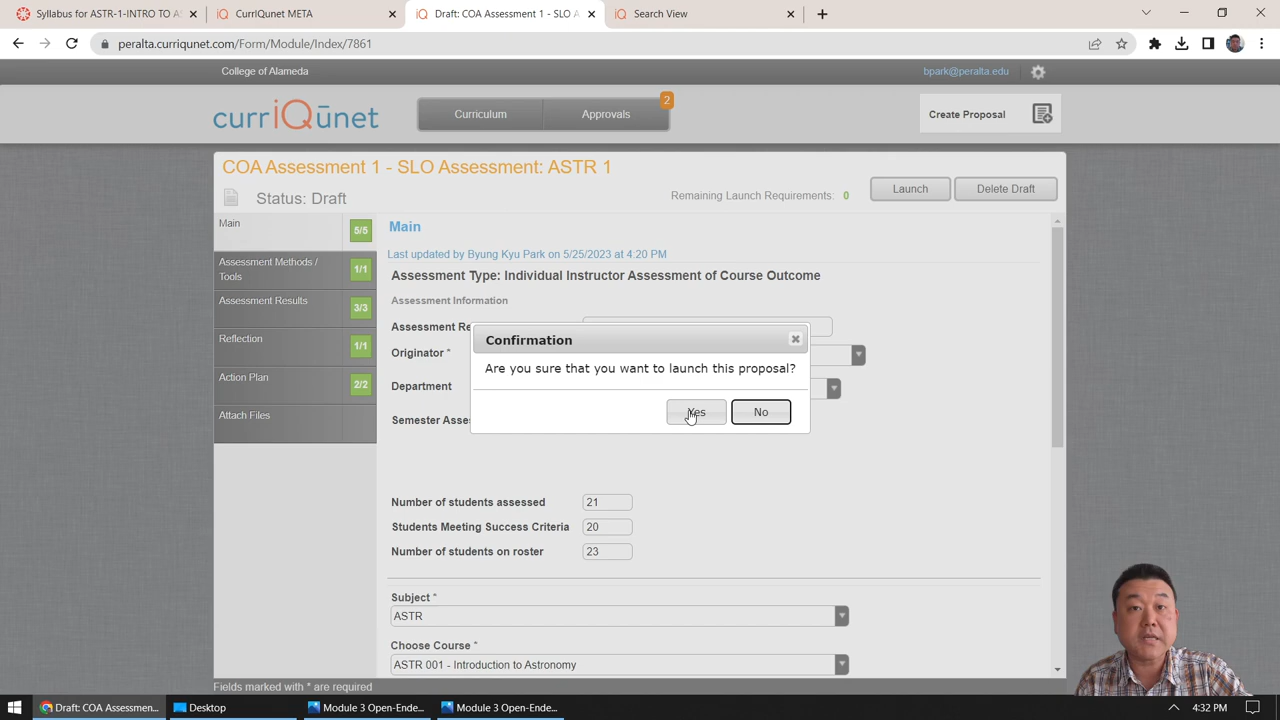 Syllabus for ASTR-1-INTRO TO AS
CurrIQunet META
Draft: COA Assessment 1 - SLO A
Search View
peralta.curriqunet.com/Form/Module/Index/7861
College of Alameda
bpark@peralta.edu
currIQūnet
Curriculum
Approvals
2
Create Proposal
COA Assessment 1 - SLO Assessment: ASTR 1
Status: Draft
Remaining Launch Requirements: 0
Launch
Delete Draft
Main
5/5
Assessment Methods /
Tools
1/1
Assessment Results
3/3
Reflection
1/1
Action Plan
2/2
Attach Files
Main
Last updated by Byung Kyu Park on 5/25/2023 at 4:20 PM
Assessment Type: Individual Instructor Assessment of Course Outcome
Assessment Information
Assessment Re
Originator *
Department
Semester Asse
Confirmation
Are you sure that you want to launch this proposal?
Yes
No
Number of students assessed 21
Students Meeting Success Criteria 20
Number of students on roster 23
Subject *
ASTR
Choose Course *
ASTR 001 - Introduction to Astronomy
Fields marked with * are required
Draft: COA Assessmen...
Desktop
Module 3 Open-Ende...
Module 3 Open-Ende...
4:32 PM